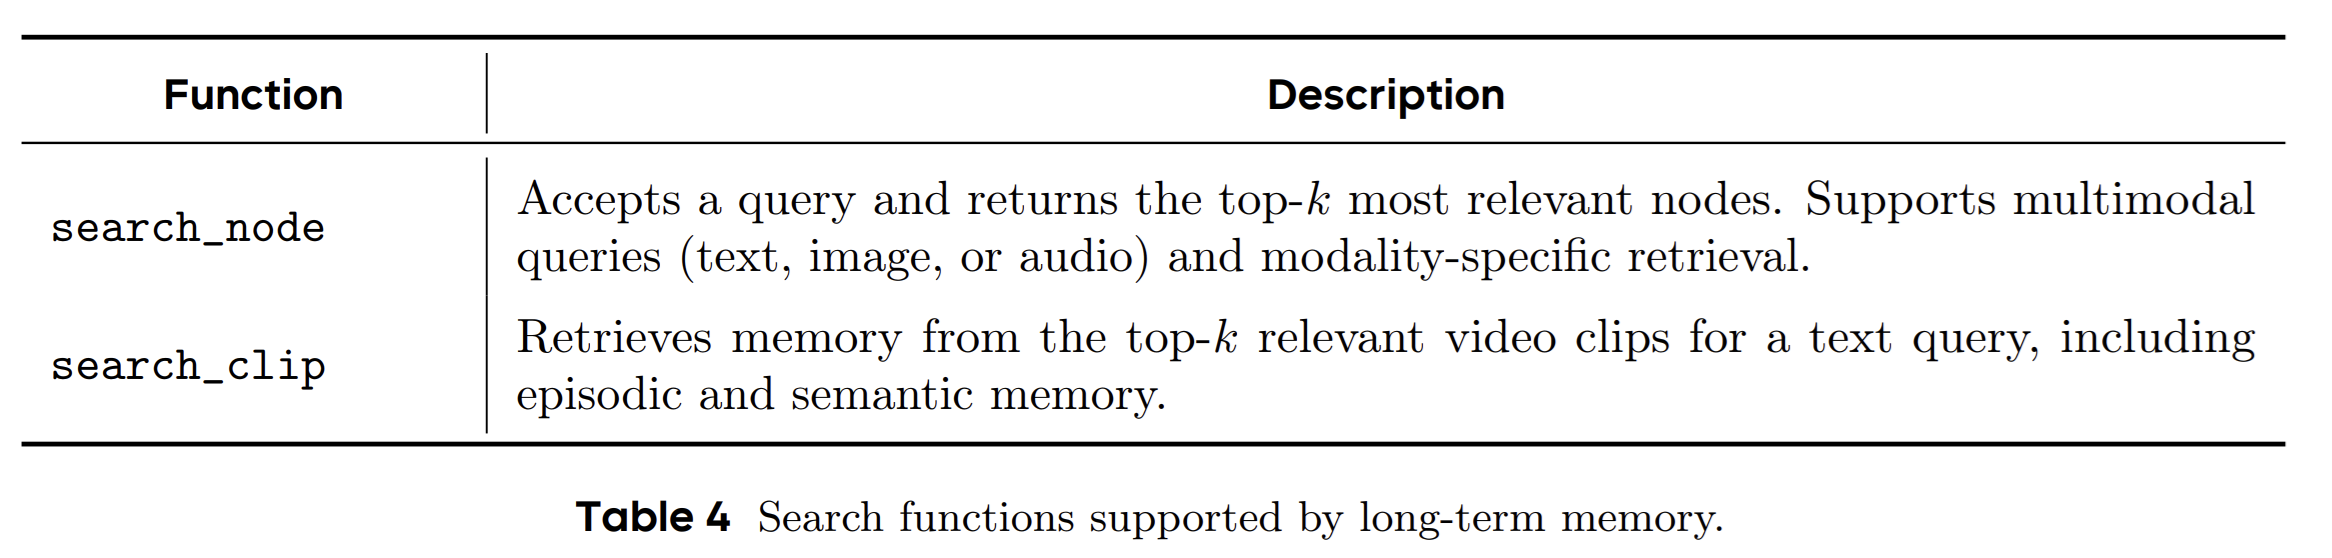 Function Description
search_node
Accepts a query and returns the top-k most relevant nodes. Supports multimodal
queries (text, image, or audio) and modality-specific retrieval.
search_clip
Retrieves memory from the top-k relevant video clips for a text query, including
episodic and semantic memory.
Table 4 Search functions supported by long-term memory.